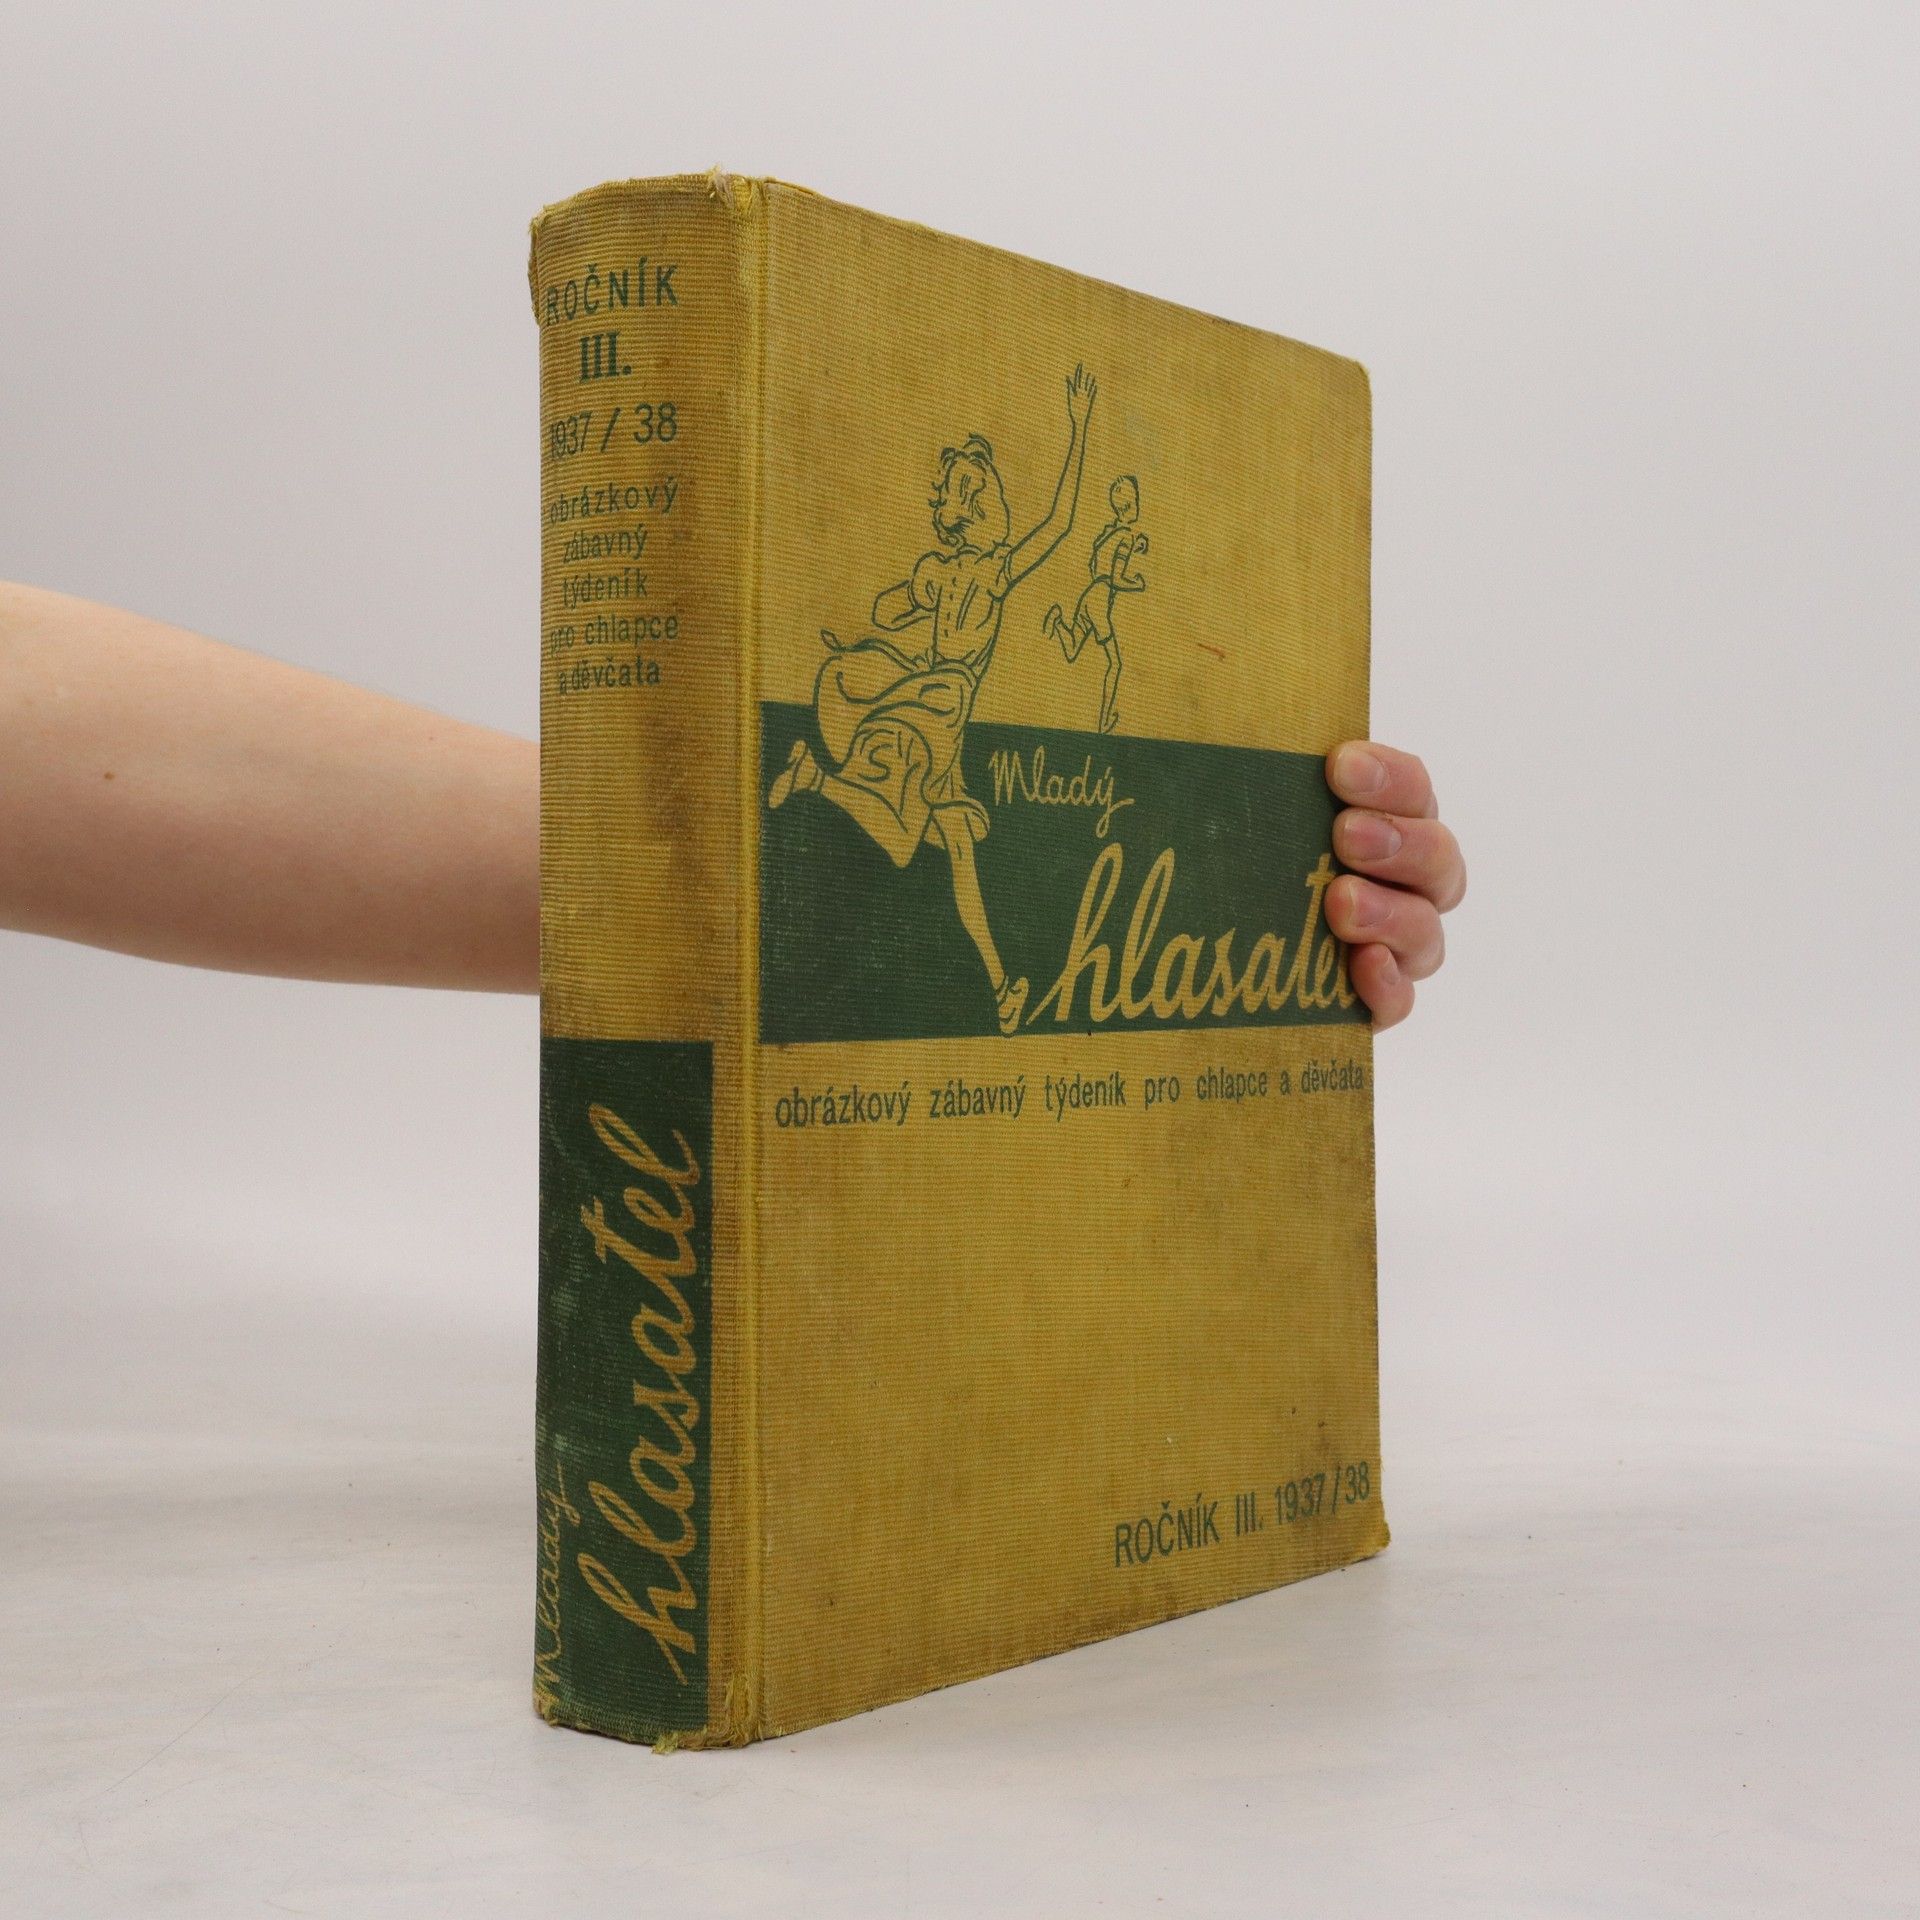 ROČNÍK
III.
1937 / 38
obrázkový
zábavný
týdeník
pro chlapce
a děvčata
Mladý
hlasatel
Mladý
hlasatel
obrázkový zábavný týdeník pro chlapce a děvčata
ROČNÍK III. 1937/38